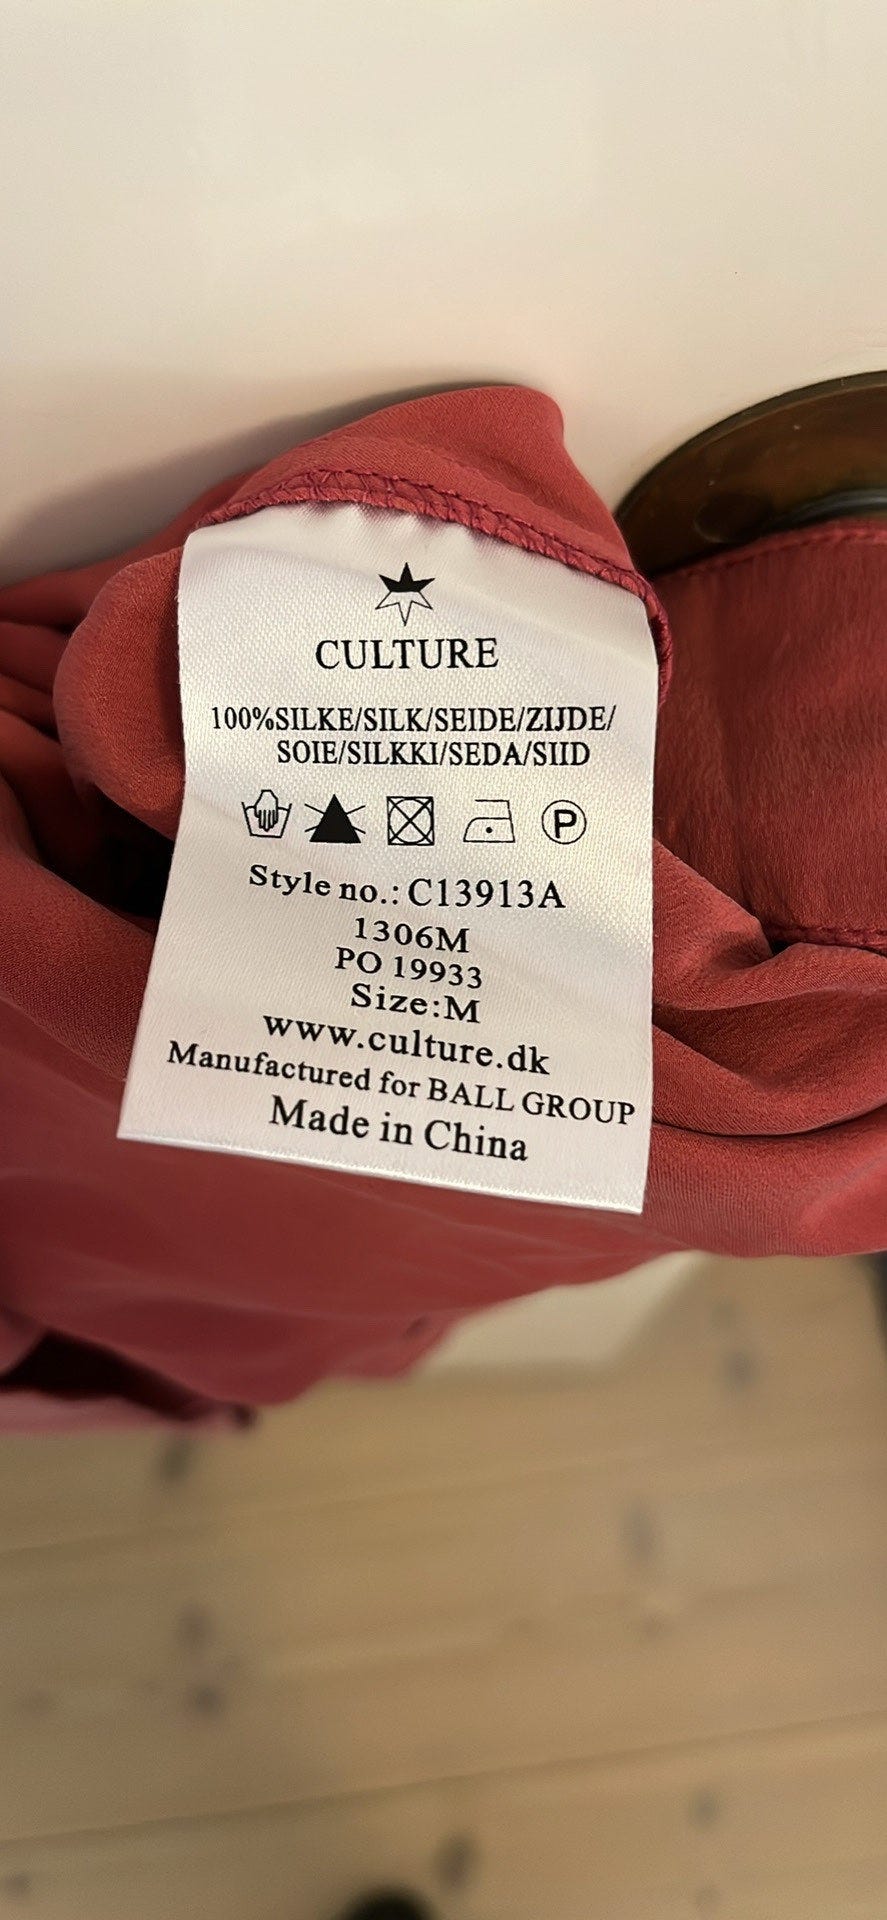 CULTURE
100%SILKE/SILK/SEIDE/ZIJDE/
SOIE/SILKKI/SEDA/SIID
P
Style no.: C13913A
1306M
PO 19933
Size:M
www.culture.dk
Manufactured for BALL GROUP
Made in China